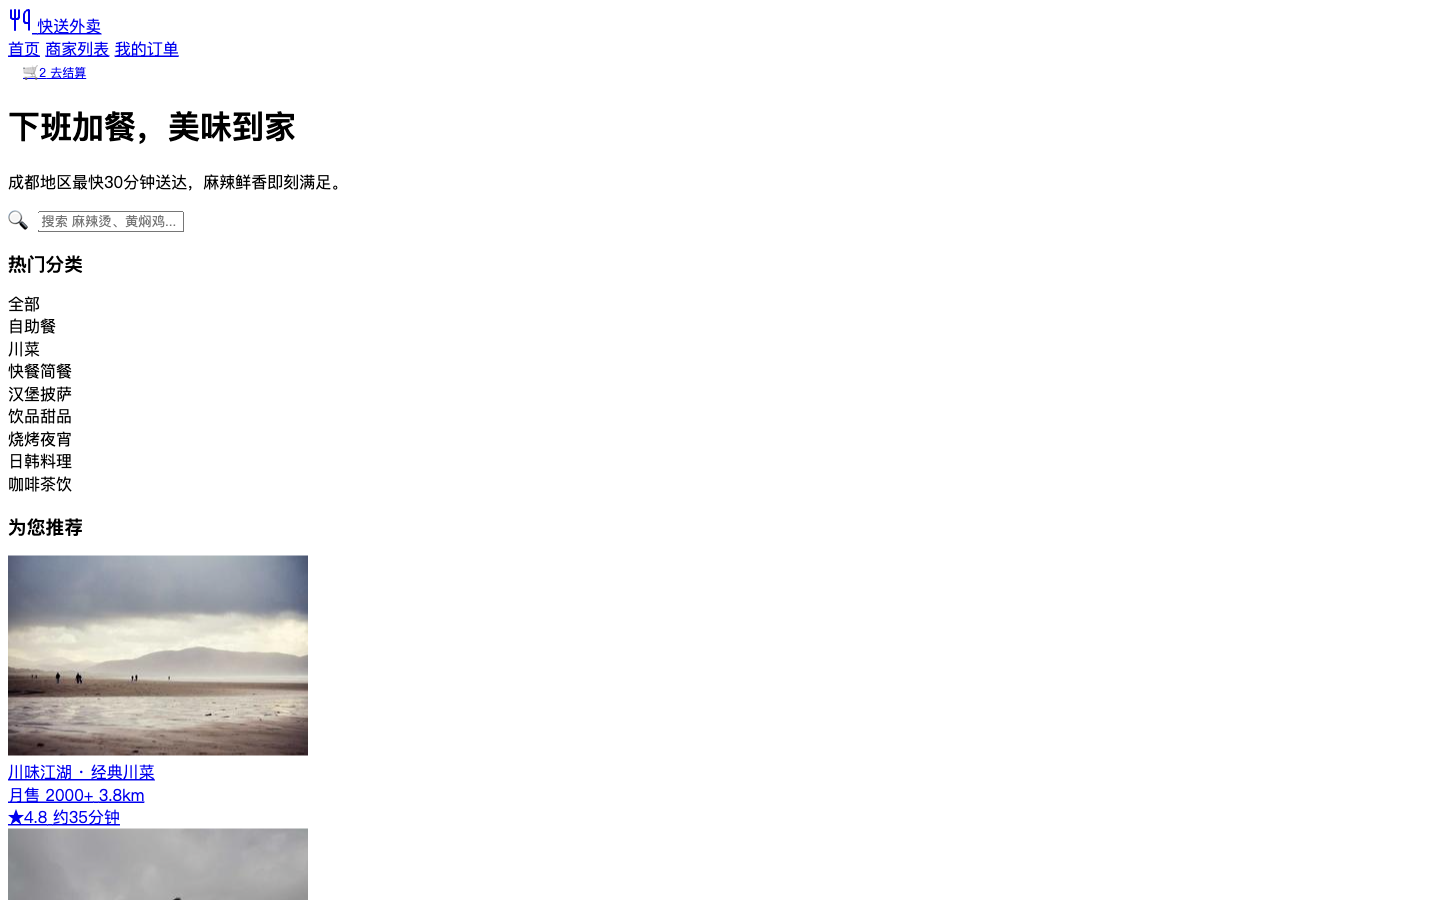 快送外卖
首页 商家列表 我的订单
🛒2 去结算
下班加餐，美味到家
成都地区最快30分钟送达，麻辣鲜香即刻满足。
🔍 搜索 麻辣烫、黄焖鸡...
热门分类
全部
自助餐
川菜
快餐简餐
汉堡披萨
饮品甜品
烧烤夜宵
日韩料理
咖啡茶饮
为您推荐
川味江湖 · 经典川菜
月售 2000+ 3.8km
★4.8 约35分钟